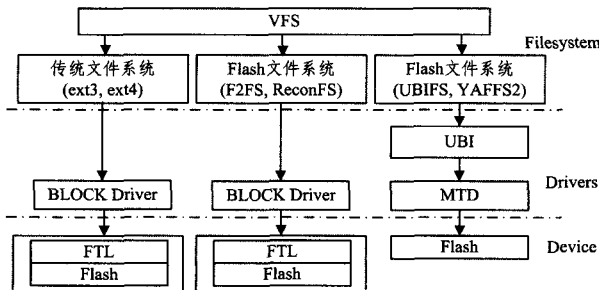 VFS
Filesystem
传统文件系统
(ext3, ext4)
Flash文件系统
(F2FS, ReconFS)
Flash文件系统
(UBIFS, YAFFS2)
UBI
BLOCK Driver
BLOCK Driver
MTD
Drivers
FTL
Flash
FTL
Flash
Flash
Device